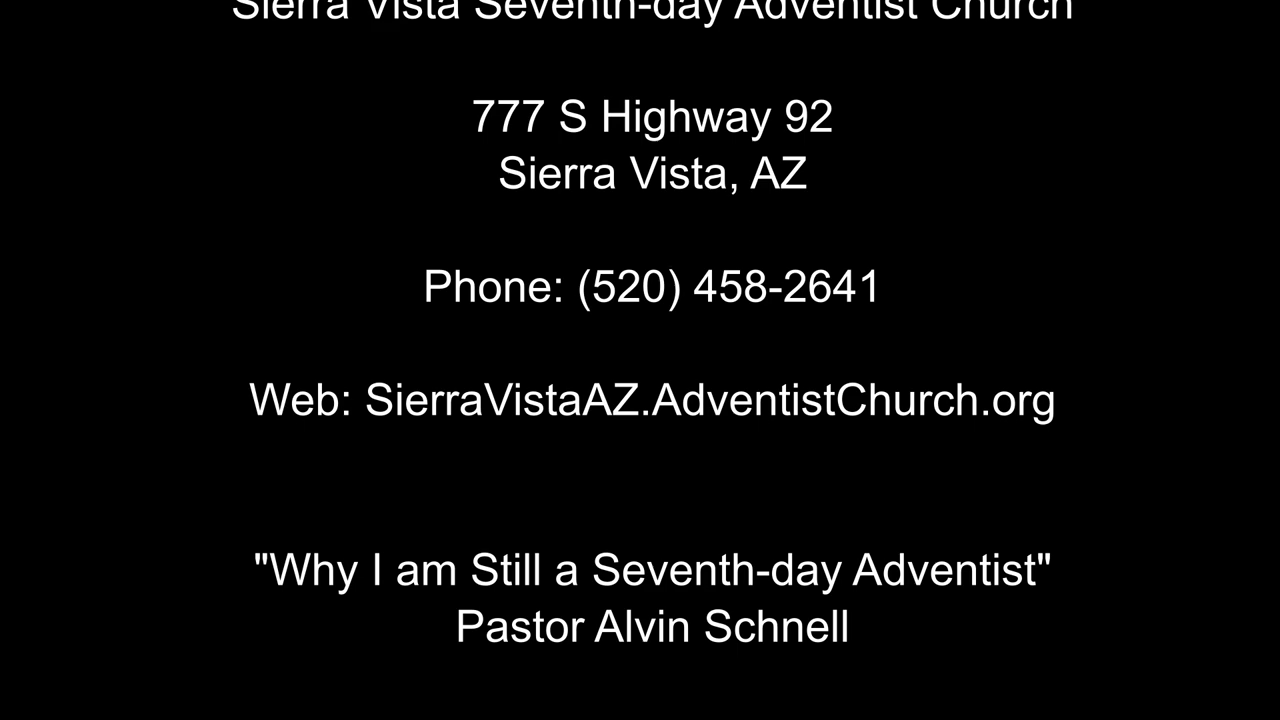 Sierra Vista Seventh-day Adventist Church
777 S Highway 92
Sierra Vista, AZ
Phone: (520) 458-2641
Web: SierraVistaAZ.AdventistChurch.org
"Why I am Still a Seventh-day Adventist"
Pastor Alvin Schnell